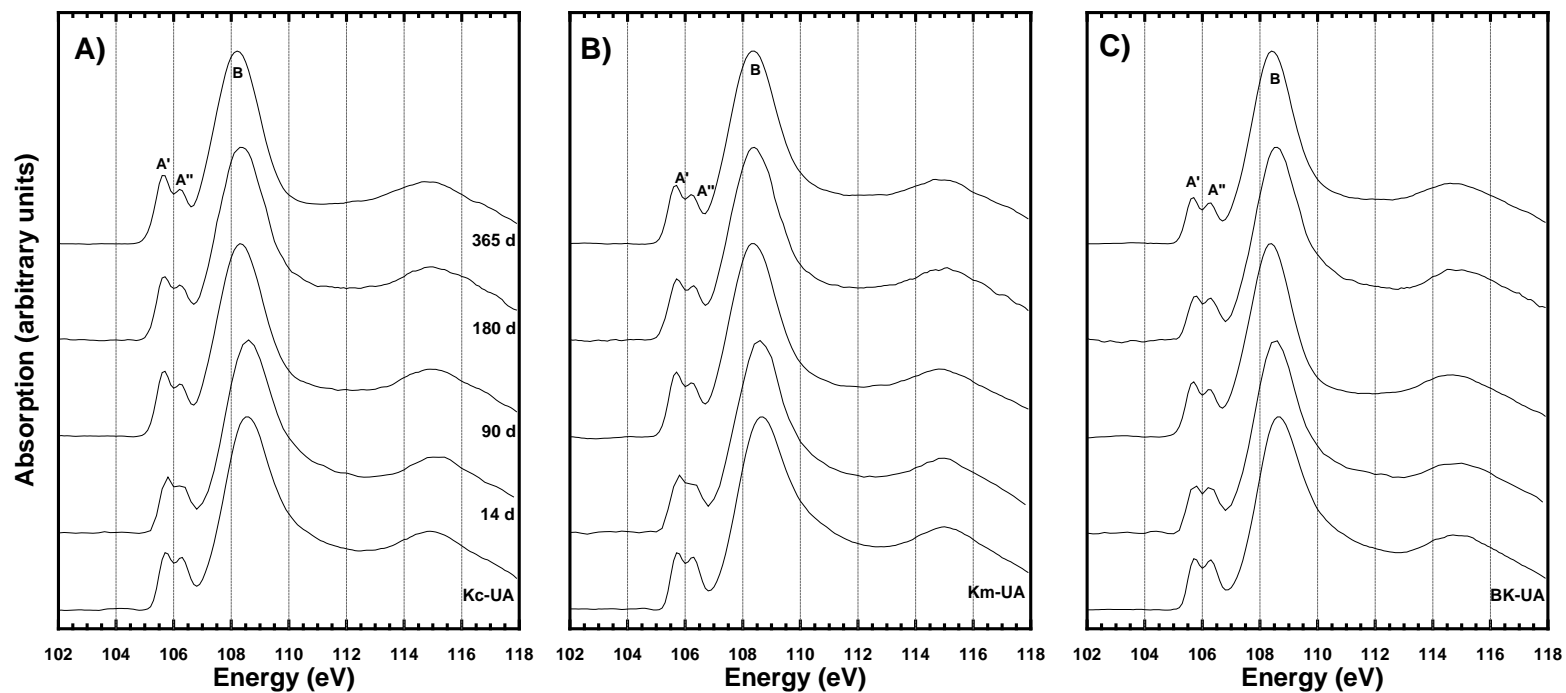 Absorption (arbitrary units)
A)
B
A'
A"
365 d
180 d
90 d
14 d
Kc-UA
102 104 106 108 110 112 114 116 118
Energy (eV)
B)
B
A'
A"
Km-UA
102 104 106 108 110 112 114 116 118
Energy (eV)
C)
B
A'
A"
BK-UA
102 104 106 108 110 112 114 116 118
Energy (eV)